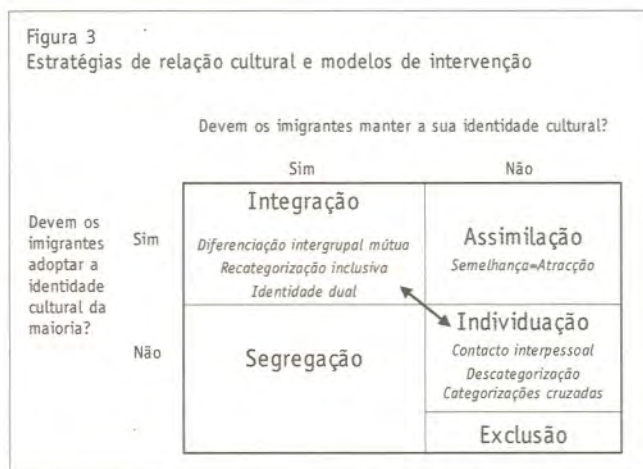 Figura 3
Estratégias de relação cultural e modelos de intervenção
Devem os imigrantes manter a sua identidade cultural?
Sim
Não
Devem os
imigrantes
adoptar a
identidade
cultural da
maioria?
Sim
Integração
Diferenciação intergrupal mútua
Recategorização inclusiva
Identidade dual
Assimilação
Semelhança=Atracção
Não
Segregação
Individuação
Contacto interpessoal
Descategorização
Categorizações cruzadas
Exclusão